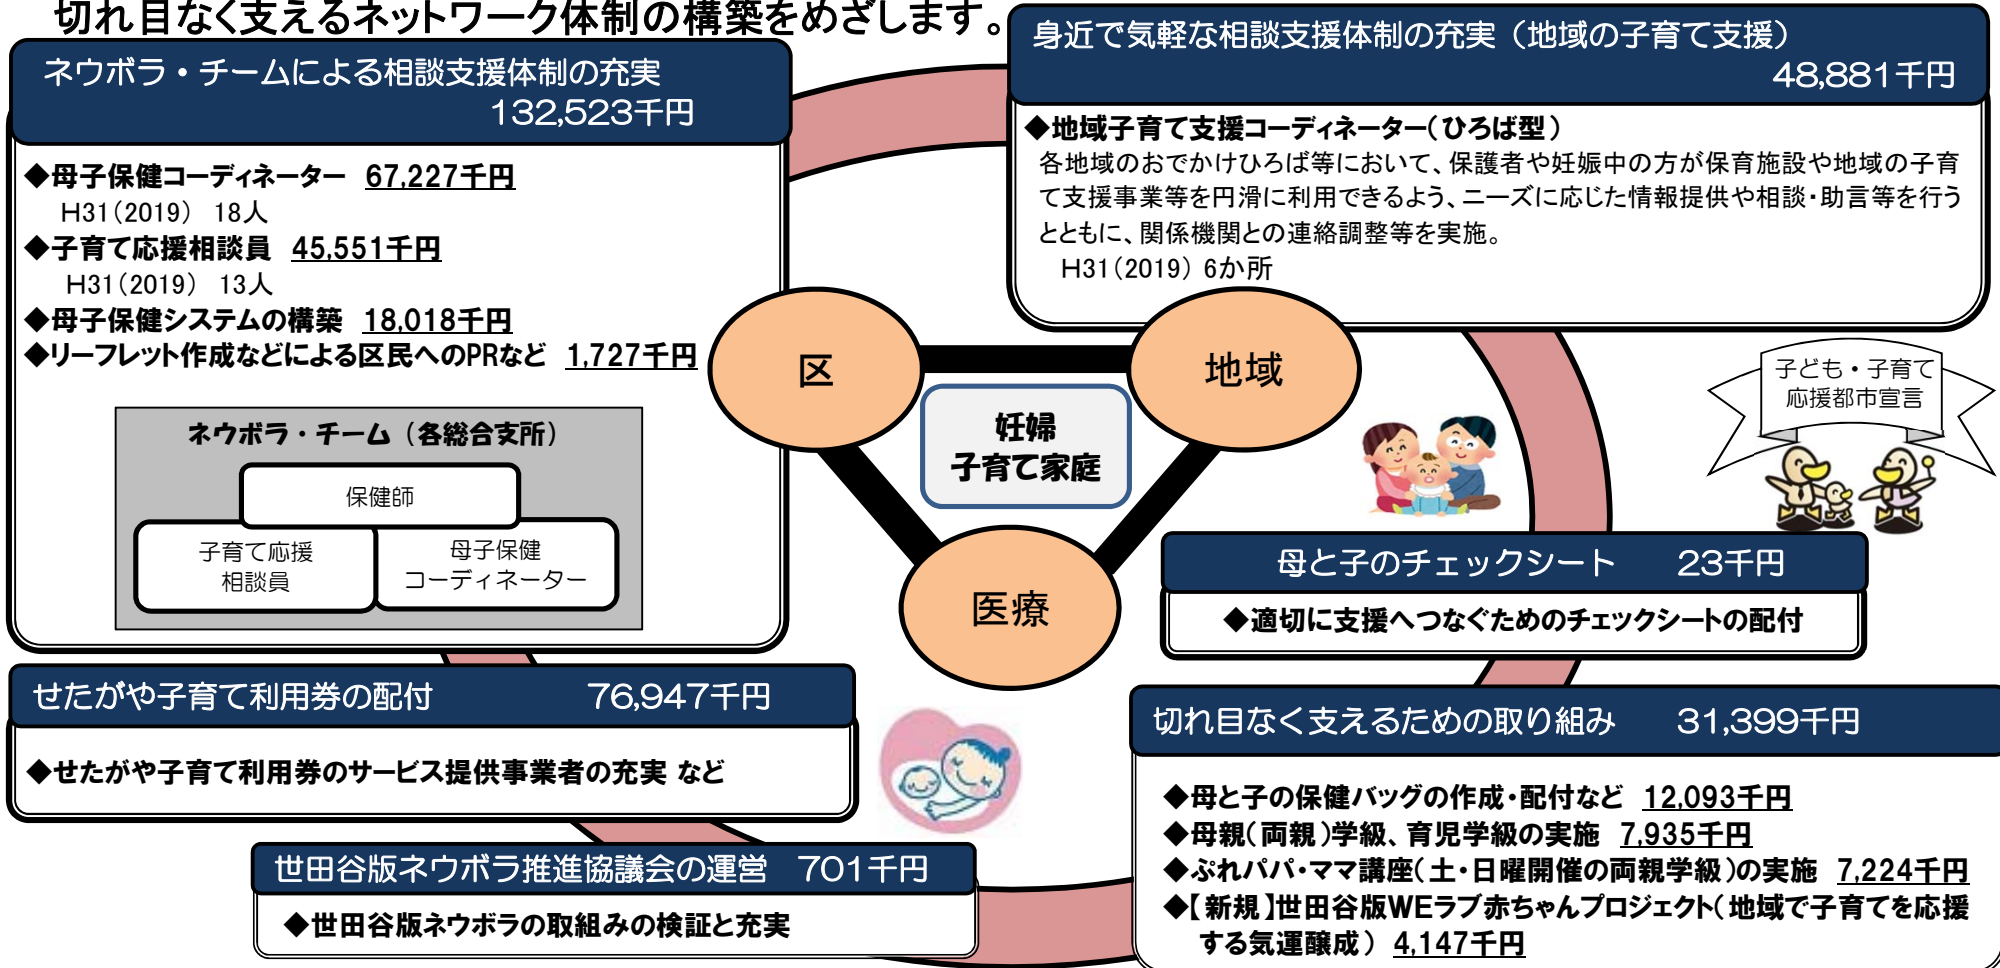 切れ目なく支えるネットワーク体制の構築をめざします。
ネウボラ・チームによる相談支援体制の充実
132,523千円
◆母子保健コーディネーター 67,227千円
H31(2019) 18人
◆子育て応援相談員 45,551千円
H31(2019) 13人
◆母子保健システムの構築 18,018千円
◆リーフレット作成などによる区民へのPRなど 1,727千円
ネウボラ・チーム（各総合支所）
保健師
子育て応援
相談員
母子保健
コーディネーター
身近で気軽な相談支援体制の充実（地域の子育て支援）
48,881千円
◆地域子育て支援コーディネーター（ひろば型）
各地域のおでかけひろば等において、保護者や妊娠中の方が保育施設や地域の子育
て支援事業等を円滑に利用できるよう、ニーズに応じた情報提供や相談・助言等を行う
とともに、関係機関との連絡調整等を実施。
H31(2019) 6か所
区
地域
妊婦
子育て家庭
医療
子ども・子育て
応援都市宣言
母と子のチェックシート 23千円
◆適切に支援へつなぐためのチェックシートの配付
せたがや子育て利用券の配付 76,947千円
◆せたがや子育て利用券のサービス提供事業者の充実 など
世田谷版ネウボラ推進協議会の運営 701千円
◆世田谷版ネウボラの取組みの検証と充実
切れ目なく支えるための取り組み 31,399千円
◆母と子の保健バッグの作成・配付など 12,093千円
◆母親（両親）学級、育児学級の実施 7,935千円
◆ぷれパパ・ママ講座（土・日曜開催の両親学級）の実施 7,224千円
◆【新規】世田谷版WEラブ赤ちゃんプロジェクト（地域で子育てを応援
する気運醸成） 4,147千円